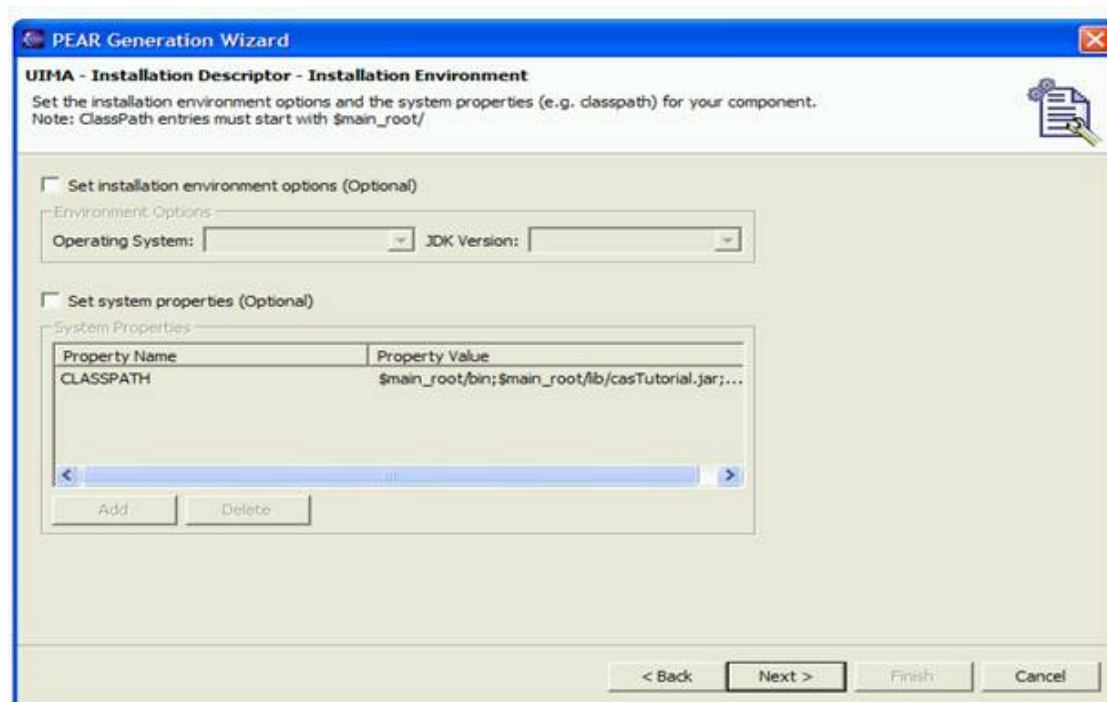 PEAR Generation Wizard
UIMA - Installation Descriptor - Installation Environment
Set the installation environment options and the system properties (e.g. classpath) for your component.
Note: ClassPath entries must start with $main_root/
Set installation environment options (Optional)
Environment Options
Operating System: JDK Version:
Set system properties (Optional)
System Properties
Property Name Property Value
CLASSPATH $main_root/bin;$main_root/lib/casTutorial.jar;...
Add Delete
< Back Next > Finish Cancel